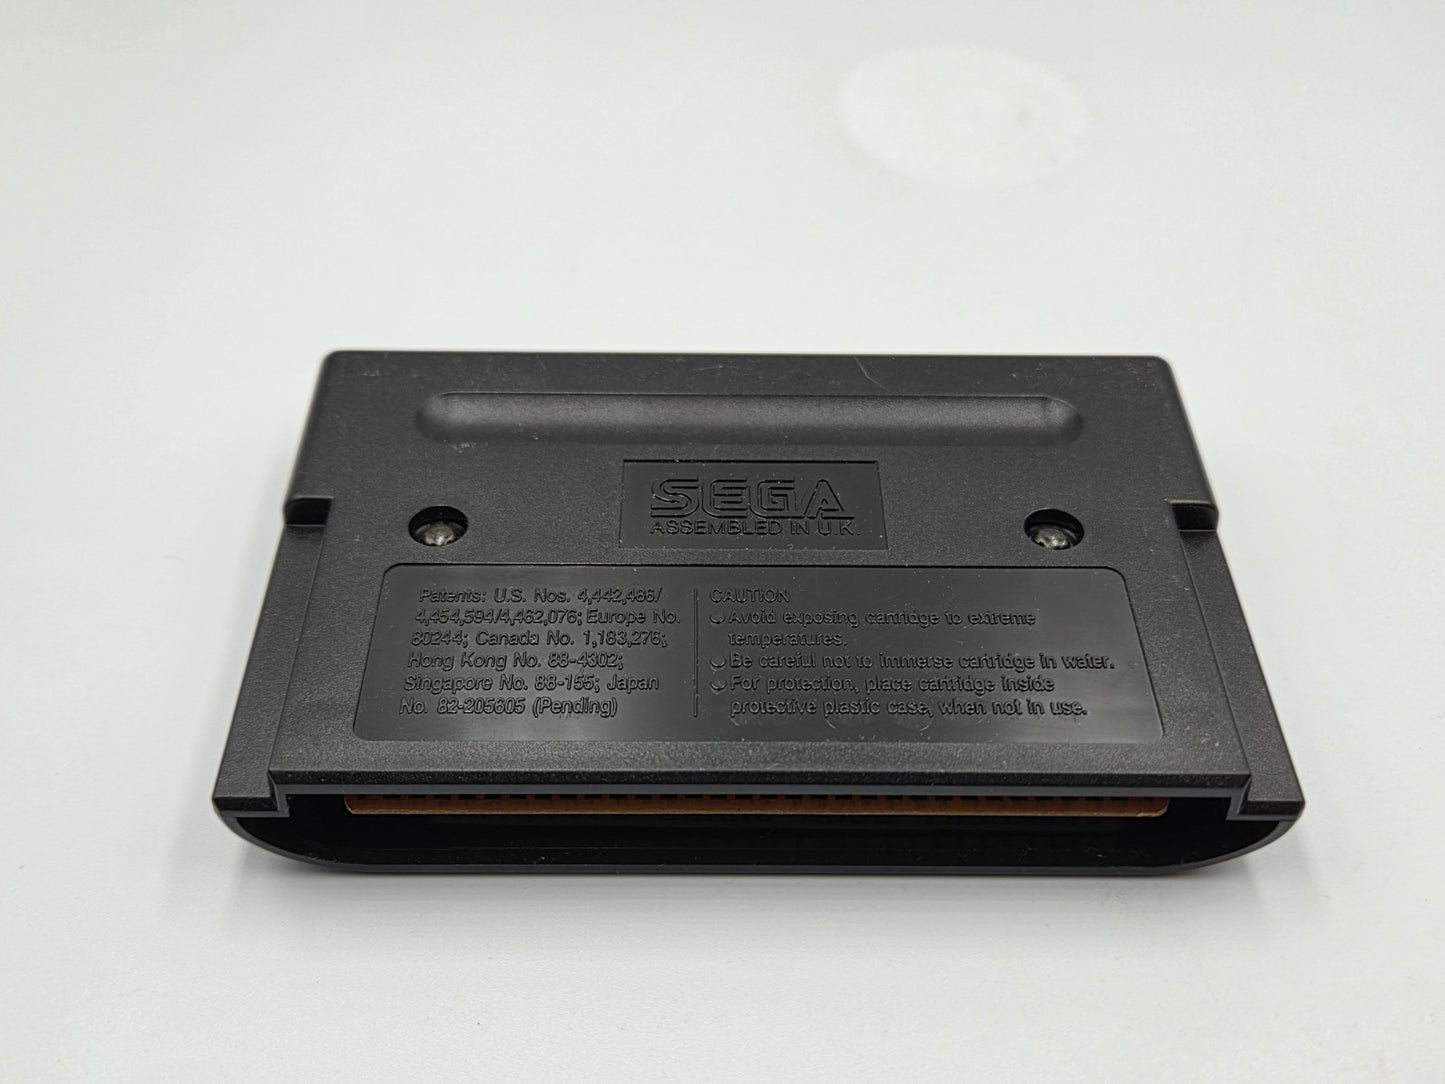 SEGA
ASSEMBLED IN U.K.
Patents: U.S. Nos. 4,442,486/
4,454,594/4,462,076; Europe No.
80244; Canada No. 1,183,276;
Hong Kong No. 88-4302;
Singapore No. 88-155; Japan
No. 82-205605 (Pending)
CAUTION
Avoid exposing cartridge to extreme
temperatures.
Be careful not to immerse cartridge in water.
For protection, place cartridge inside
protective plastic case, when not in use.